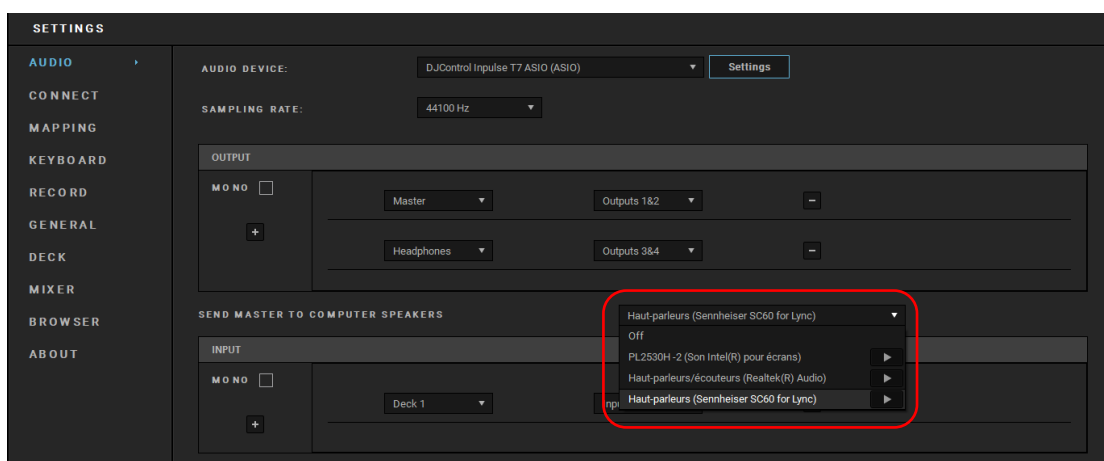 SETTINGS
AUDIO
CONNECT
MAPPING
KEYBOARD
RECORD
GENERAL
DECK
MIXER
BROWSER
ABOUT
AUDIO DEVICE: DJControl Inpulse T7 ASIO (ASIO) Settings
SAMPLING RATE: 44100 Hz
OUTPUT
MONO
Master Outputs 1&2
Headphones Outputs 3&4
SEND MASTER TO COMPUTER SPEAKERS Haut-parleurs (Sennheiser SC60 for Lync)
Off
PL2530H -2 (Son Intel(R) pour écrans)
Haut-parleurs/écouteurs (Realtek(R) Audio)
Haut-parleurs (Sennheiser SC60 for Lync)
INPUT
MONO
Deck 1